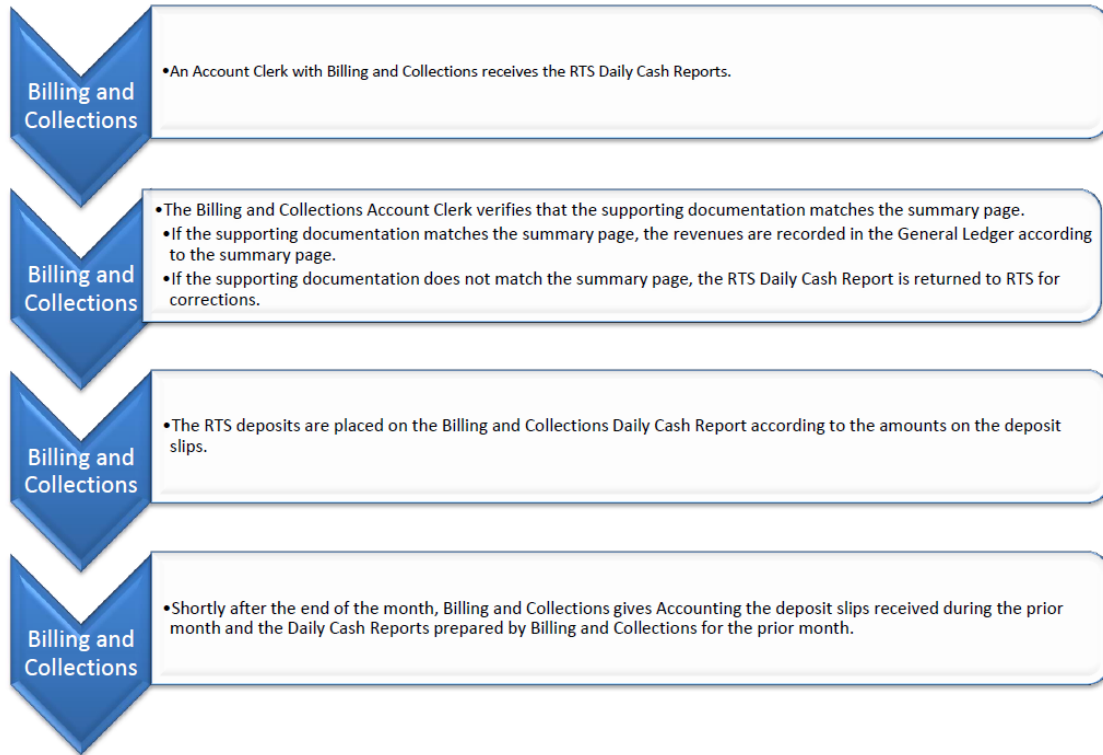 Billing and
Collections
•An Account Clerk with Billing and Collections receives the RTS Daily Cash Reports.
Billing and
Collections
•The Billing and Collections Account Clerk verifies that the supporting documentation matches the summary page.
•If the supporting documentation matches the summary page, the revenues are recorded in the General Ledger according
to the summary page.
•If the supporting documentation does not match the summary page, the RTS Daily Cash Report is returned to RTS for
corrections.
Billing and
Collections
•The RTS deposits are placed on the Billing and Collections Daily Cash Report according to the amounts on the deposit
slips.
Billing and
Collections
•Shortly after the end of the month, Billing and Collections gives Accounting the deposit slips received during the prior
month and the Daily Cash Reports prepared by Billing and Collections for the prior month.